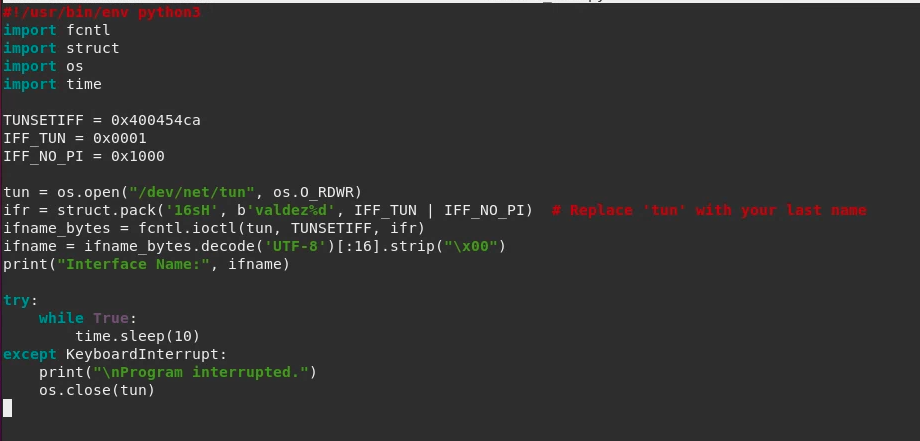 #!/usr/bin/env python3
import fcntl
import struct
import os
import time

TUNSETIFF = 0x400454ca
IFF_TUN = 0x0001
IFF_NO_PI = 0x1000

tun = os.open("/dev/net/tun", os.O_RDWR)
ifr = struct.pack('16sH', b'valdez%d', IFF_TUN | IFF_NO_PI)  # Replace 'tun' with your last name
ifname_bytes = fcntl.ioctl(tun, TUNSETIFF, ifr)
ifname = ifname_bytes.decode('UTF-8')[:16].strip("\x00")
print("Interface Name:", ifname)

try:
    while True:
        time.sleep(10)
except KeyboardInterrupt:
    print("\nProgram interrupted.")
    os.close(tun)